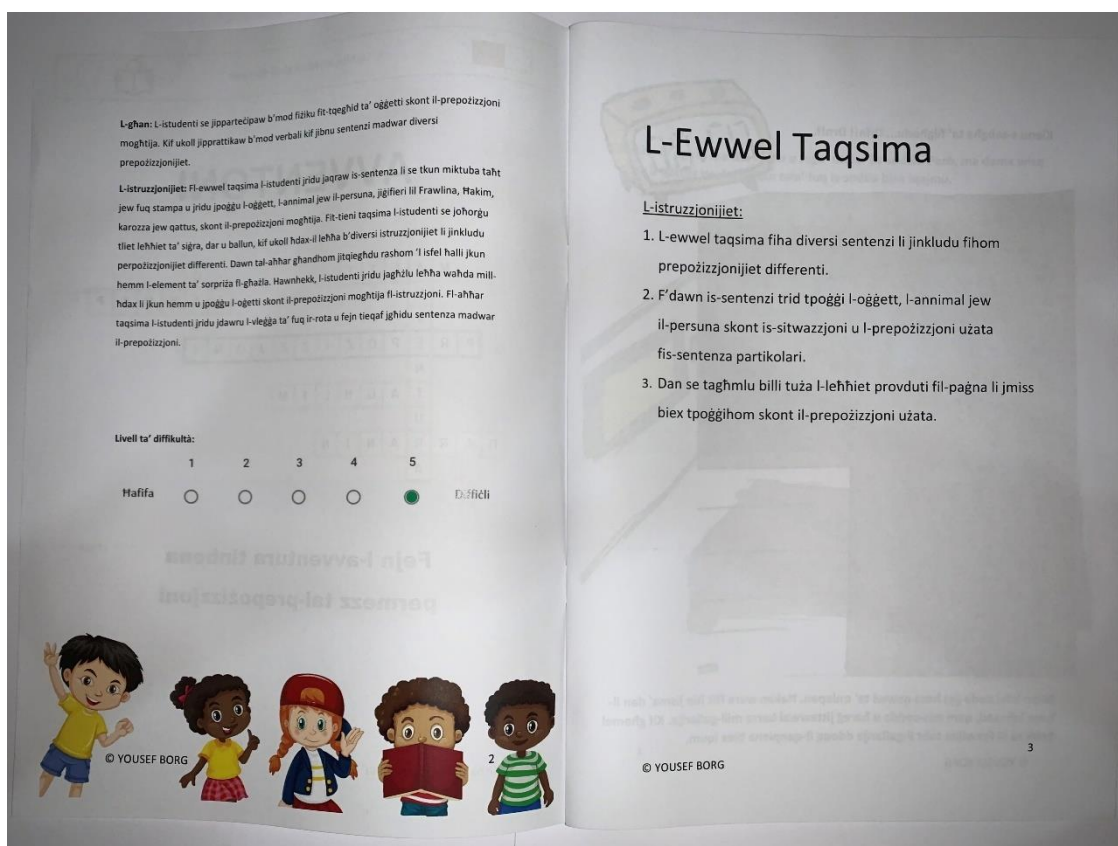 L-għan: L-istudenti se jipparteċipaw b'mod fiżiku fit-tqegħid ta' oġġetti skont il-prepożizzjoni
mogħtija. Kif ukoll jipprattikaw b'mod verbali kif jibnu sentenzi madwar diversi
prepożizzjonijiet.
L-istruzzjonijiet: Fl-ewwel taqsima l-istudenti jridu jaqraw is-sentenza li se tkun miktuba taħt
jew fuq stampa u jridu jpoġġu l-oġġett, l-annimal jew il-persuna, jiġifieri lil Frawlina, Ħakim,
karozza jew qattus, skont il-prepożizzjoni mogħtija. Fit-tieni taqsima l-istudenti se joħorġu
tliet leħħiet ta' siġra, dar u ballun, kif ukoll ħdax-il leħħa b'diversi istruzzjonijiet li jinkludu
perpożizzjonijiet differenti. Dawn tal-aħħar għandhom jitqiegħdu rashom 'l isfel ħalli jkun
hemm l-element ta' sorpriża fl-għażla. Hawnhekk, l-istudenti jridu jagħżlu leħħa waħda mill-
ħdax li jkun hemm u jpoġġu l-oġetti skont il-prepożizzjoni mogħtija fl-istruzzjoni. Fl-aħħar
taqsima l-istudenti jridu jdawru l-vleġġa ta' fuq ir-rota u fejn tieqaf jgħidu sentenza madwar
il-prepożizzjoni.
Livell ta' diffikultà:
1 2 3 4 5
Ħafifa Diffiċli
© YOUSEF BORG
2
L-Ewwel Taqsima
L-istruzzjonijiet:
1. L-ewwel taqsima fiha diversi sentenzi li jinkludu fihom
prepożizzjonijiet differenti.
2. F'dawn is-sentenzi trid tpoġġi l-oġġett, l-annimal jew
il-persuna skont is-sitwazzjoni u l-prepożizzjoni użata
fis-sentenza partikolari.
3. Dan se tagħmlu billi tuża l-leħħiet provduti fil-paġna li jmiss
biex tpoġġihom skont il-prepożizzjoni użata.
3
© YOUSEF BORG